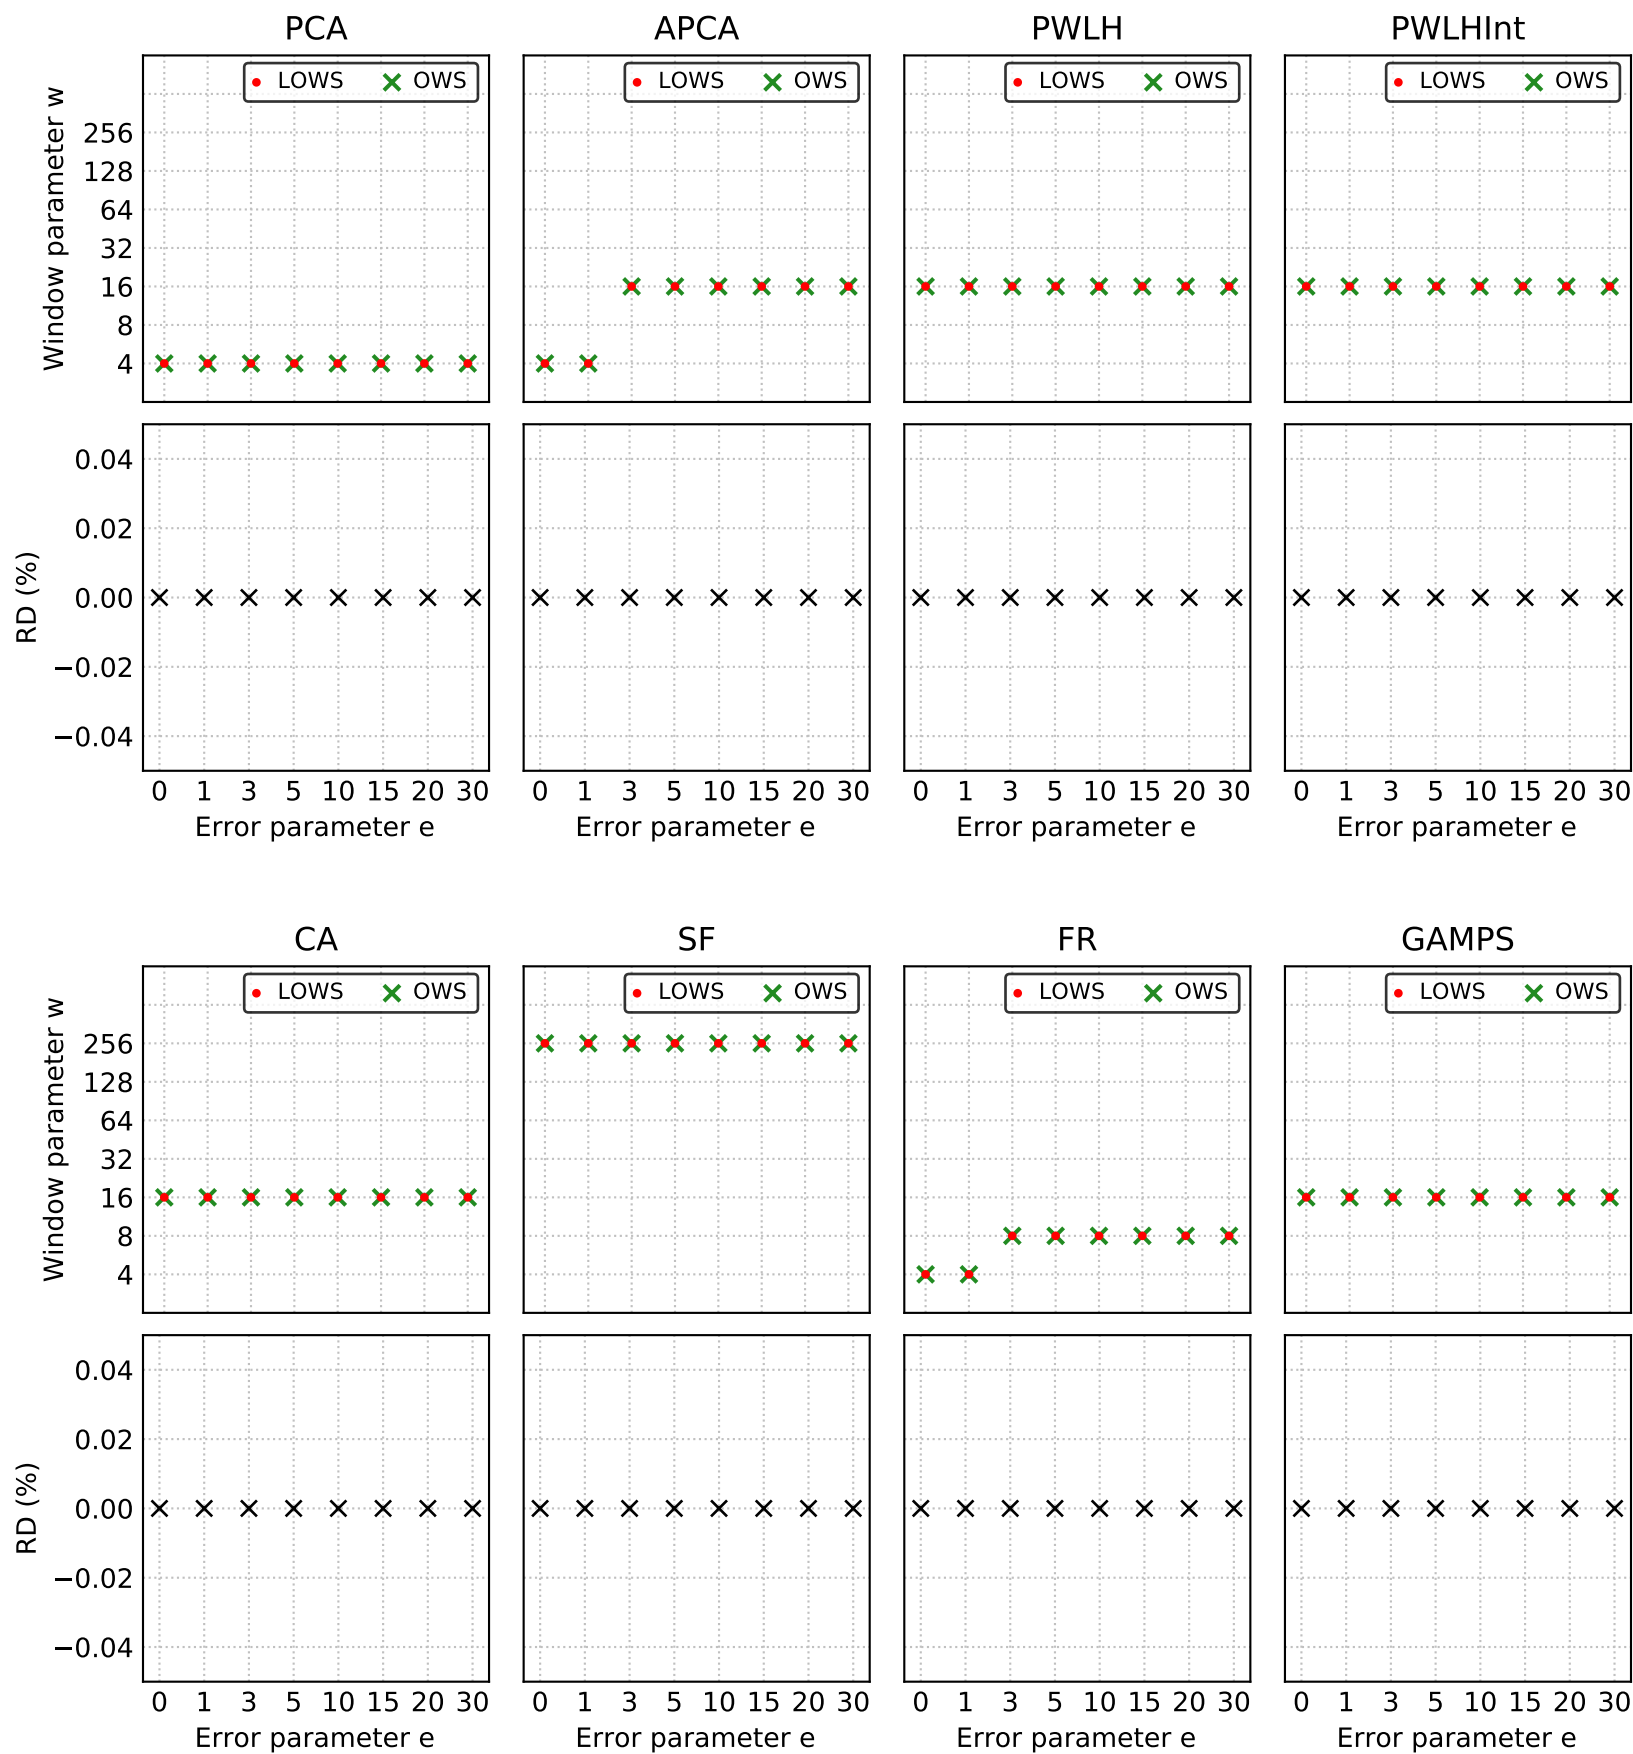 PCA APCA PWLH PWLHInt
LOWS OWS LOWS OWS LOWS OWS LOWS OWS
Window parameter w
256
128
64
32
16
8
4
RD (%)
0.04
0.02
0.00
−0.02
−0.04
0 1 3 5 10 15 20 30 0 1 3 5 10 15 20 30 0 1 3 5 10 15 20 30 0 1 3 5 10 15 20 30
Error parameter e Error parameter e Error parameter e Error parameter e
CA SF FR GAMPS
LOWS OWS LOWS OWS LOWS OWS LOWS OWS
Window parameter w
256
128
64
32
16
8
4
RD (%)
0.04
0.02
0.00
−0.02
−0.04
0 1 3 5 10 15 20 30 0 1 3 5 10 15 20 30 0 1 3 5 10 15 20 30 0 1 3 5 10 15 20 30
Error parameter e Error parameter e Error parameter e Error parameter e